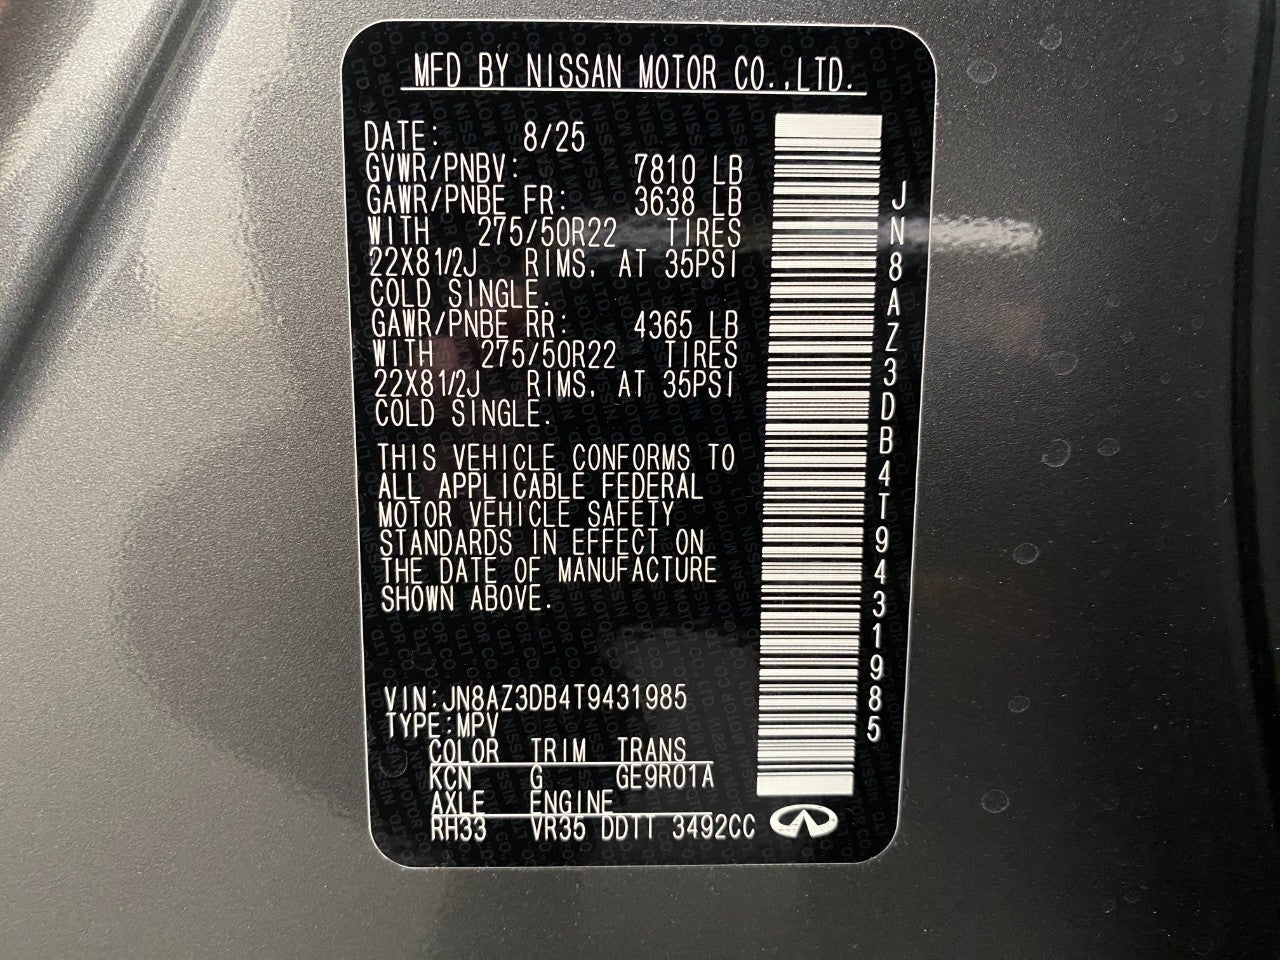 MFD BY NISSAN MOTOR CO.,LTD.
DATE: 8/25
GVWR/PNBV: 7810 LB
GAWR/PNBE FR: 3638 LB
WITH 275/50R22 TIRES
22X81/2J RIMS, AT 35PSI
COLD SINGLE.
GAWR/PNBE RR: 4365 LB
WITH 275/50R22 TIRES
22X81/2J RIMS, AT 35PSI
COLD SINGLE.
THIS VEHICLE CONFORMS TO
ALL APPLICABLE FEDERAL
MOTOR VEHICLE SAFETY
STANDARDS IN EFFECT ON
THE DATE OF MANUFACTURE
SHOWN ABOVE.
VIN:JN8AZ3DB4T9431985
TYPE:MPV
COLOR TRIM TRANS
KCN G GE9R01A
AXLE ENGINE
RH33 VR35 DDTT 3492CC
JN8AZ3DB4T9431985